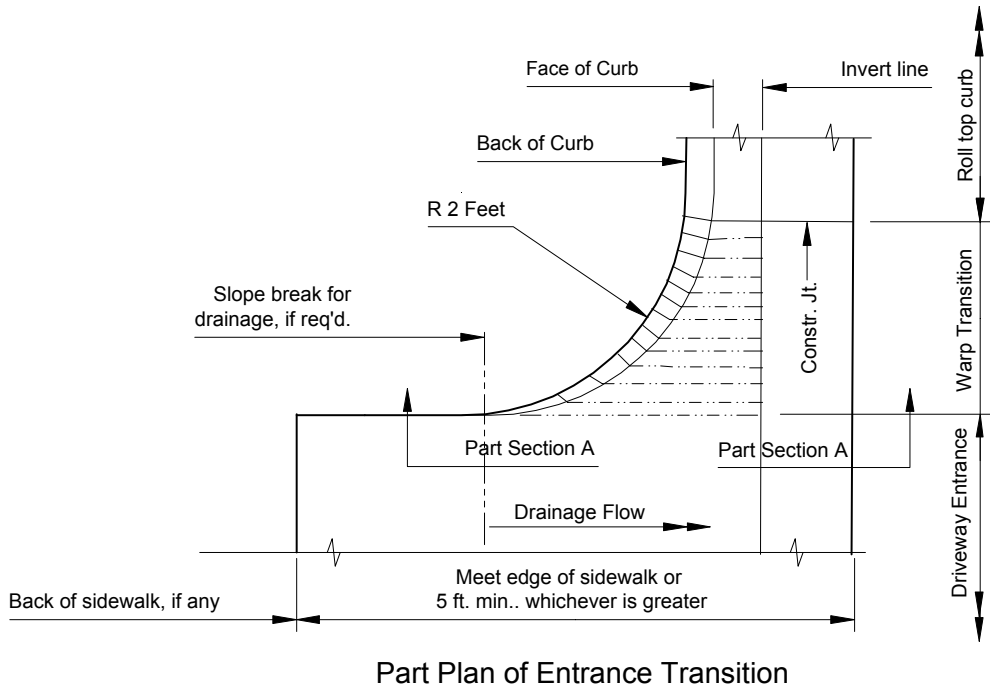 Face of Curb
Invert line
Roll top curb
Back of Curb
R 2 Feet
Slope break for
drainage, if req'd.
Constr. Jt.
Warp Transition
Part Section A
Part Section A
Drainage Flow
Driveway Entrance
Meet edge of sidewalk or
5 ft. min.. whichever is greater
Back of sidewalk, if any
Part Plan of Entrance Transition